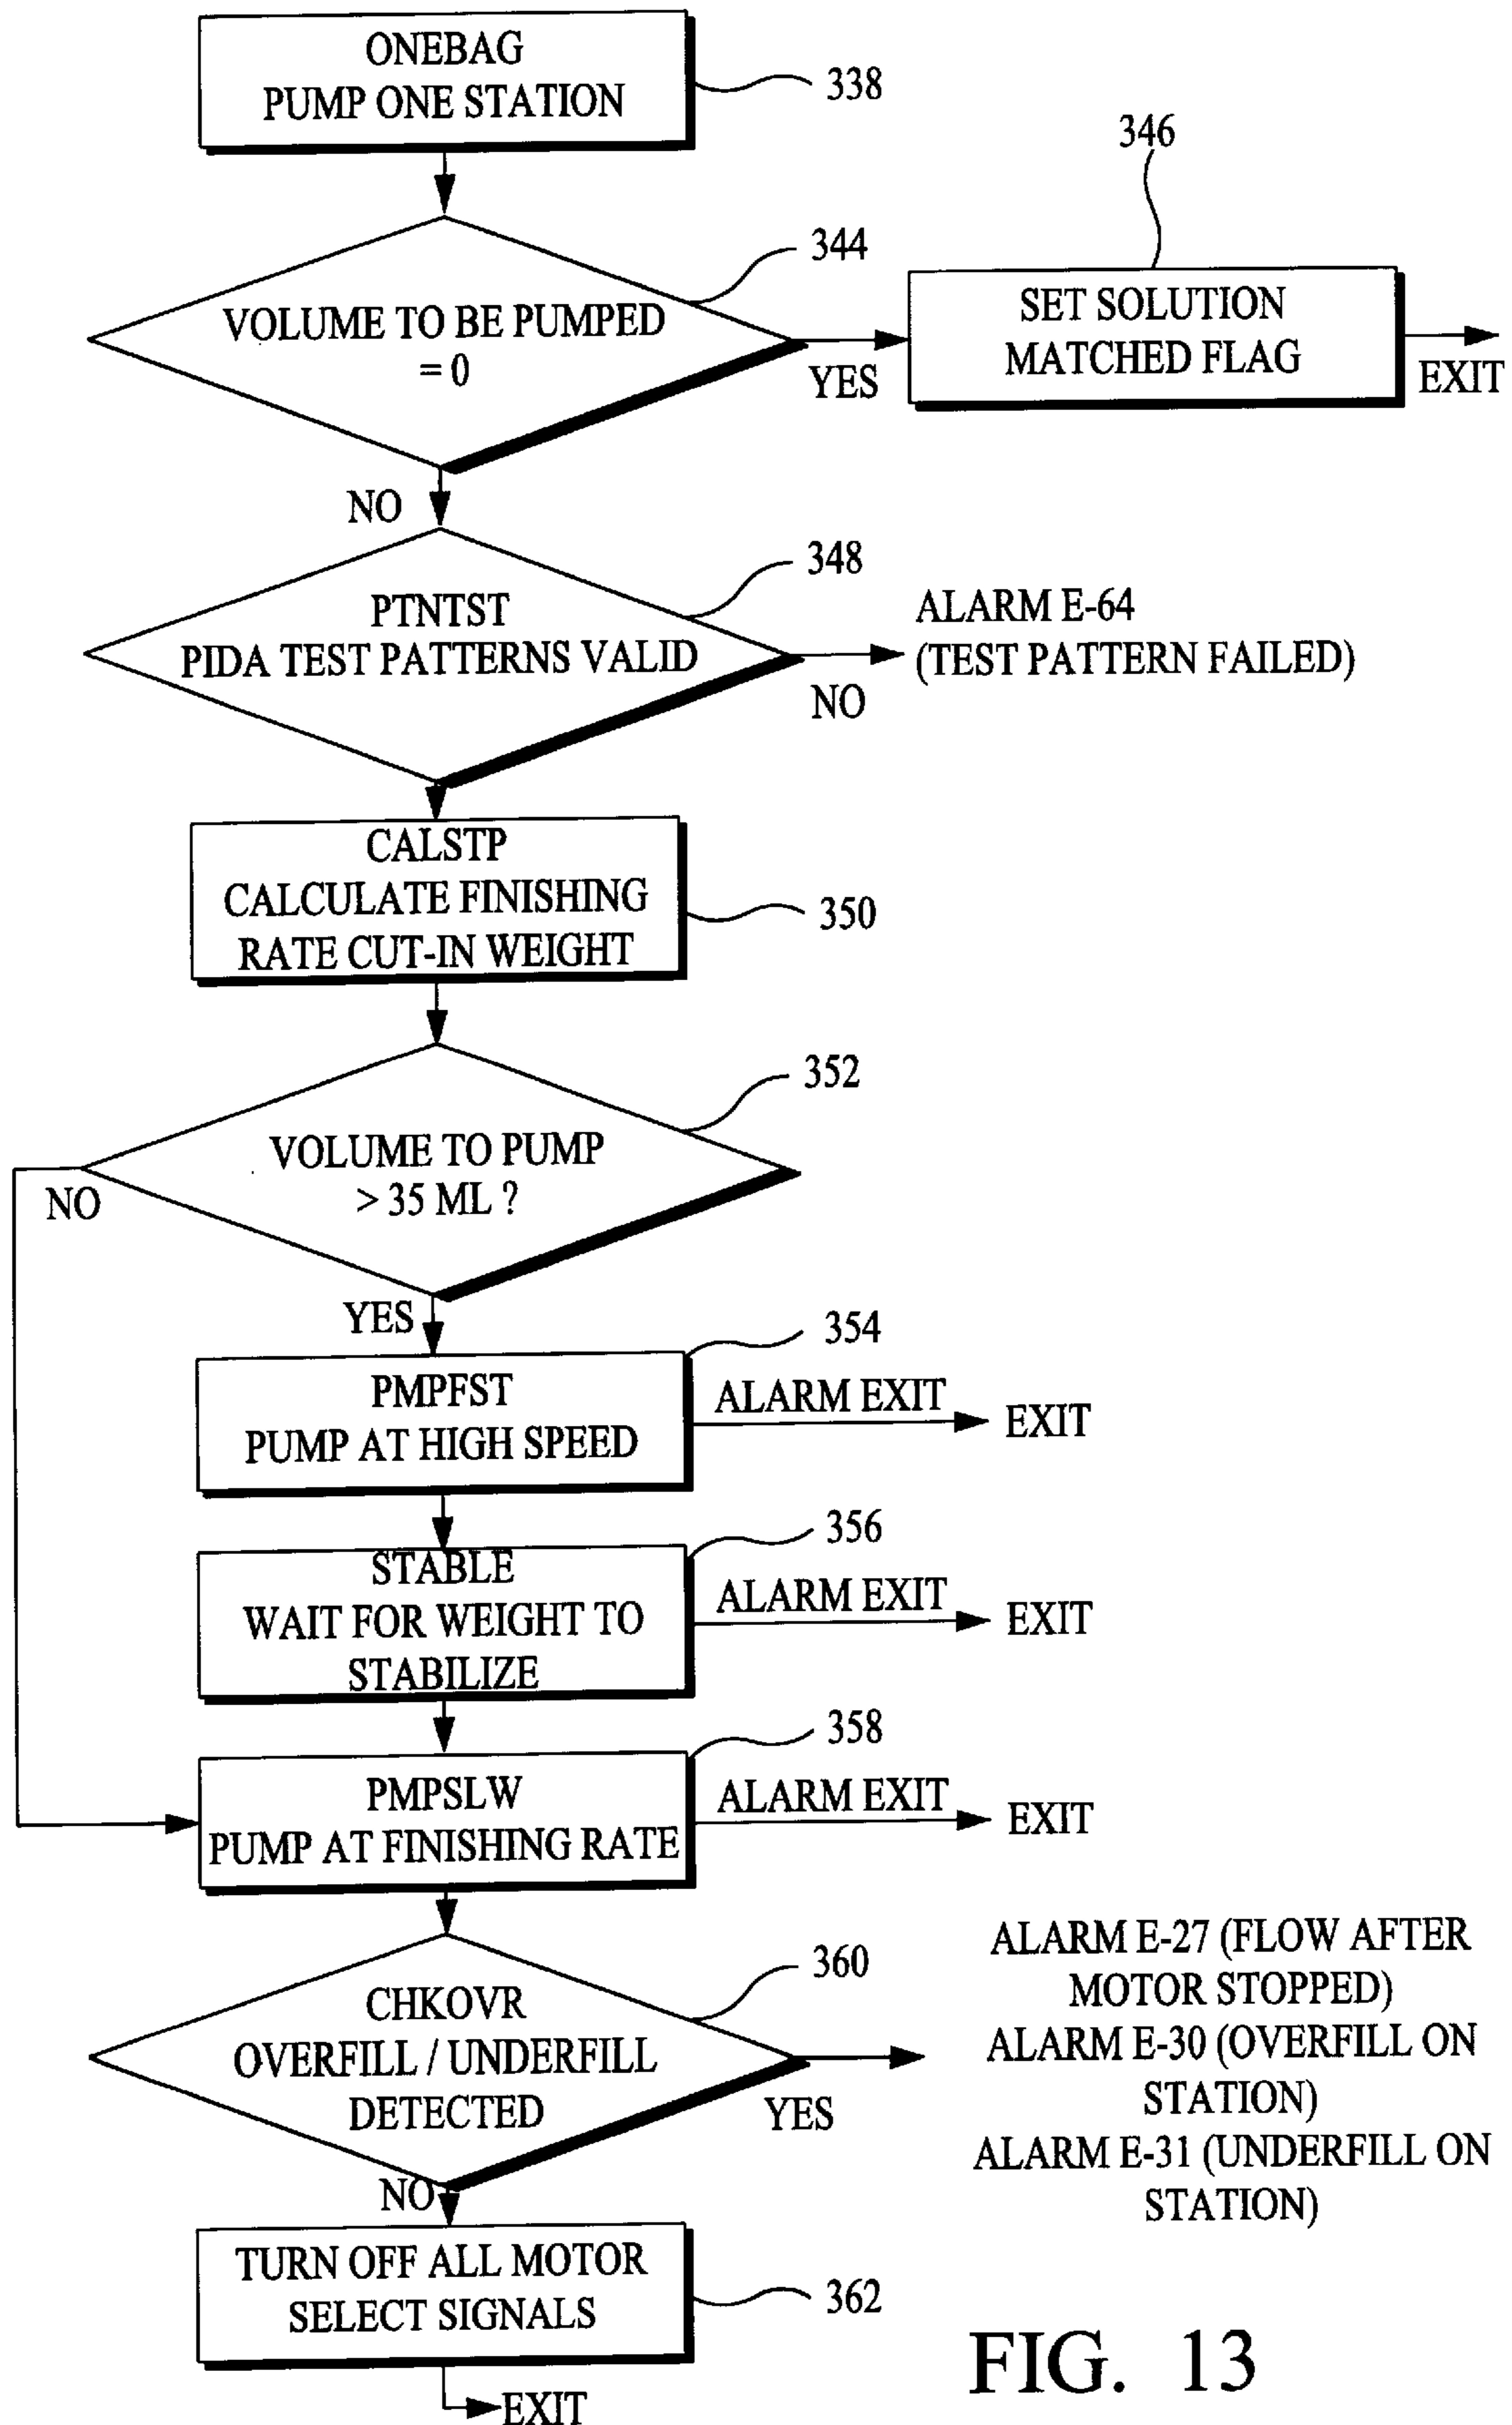 ONEBAG
PUMP ONE STATION
338
346
344
VOLUME TO BE PUMPED
= 0
YES
SET SOLUTION
MATCHED FLAG
EXIT
NO
348
PTNTST
PIDA TEST PATTERNS VALID
NO
ALARM E-64
(TEST PATTERN FAILED)
CALSTP
CALCULATE FINISHING
RATE CUT-IN WEIGHT
350
352
VOLUME TO PUMP
> 35 ML ?
NO
YES
354
PMPFST
PUMP AT HIGH SPEED
ALARM EXIT
EXIT
356
STABLE
WAIT FOR WEIGHT TO
STABILIZE
ALARM EXIT
EXIT
358
PMPSLW
PUMP AT FINISHING RATE
ALARM EXIT
EXIT
360
CHKOVR
OVERFILL / UNDERFILL
DETECTED
YES
ALARM E-27 (FLOW AFTER
MOTOR STOPPED)
ALARM E-30 (OVERFILL ON
STATION)
ALARM E-31 (UNDERFILL ON
STATION)
NO
TURN OFF ALL MOTOR
SELECT SIGNALS
362
EXIT
FIG. 13